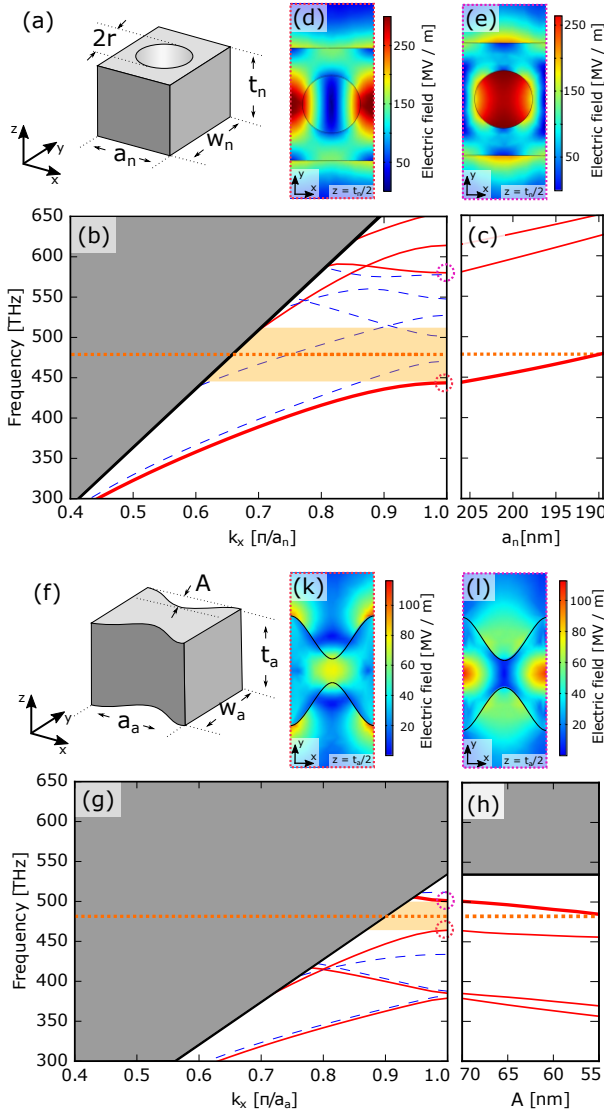 (a)
2r
t_n
w_n
a_n
z
y
x
(d)
y
x
z = t_n/2
300
250
200
150
100
50
Electric field [MV / m]
(e)
y
x
z = t_n/2
250
200
150
100
50
Electric field [MV / m]
(b)
650
600
550
500
450
400
350
300
Frequency [THz]
0.4 0.5 0.6 0.7 0.8 0.9 1.0
k_x [π/a_n]
(c)
205 200 195 190
a_n[nm]
(f)
A
t_a
w_a
a_a
z
y
x
(k)
y
x
z = t_a/2
100
80
60
40
20
Electric field [MV / m]
(l)
y
x
z = t_a/2
100
80
60
40
20
Electric field [MV / m]
(g)
650
600
550
500
450
400
350
300
Frequency [THz]
0.4 0.5 0.6 0.7 0.8 0.9 1.0
k_x [π/a_a]
(h)
70 65 60 55
A [nm]